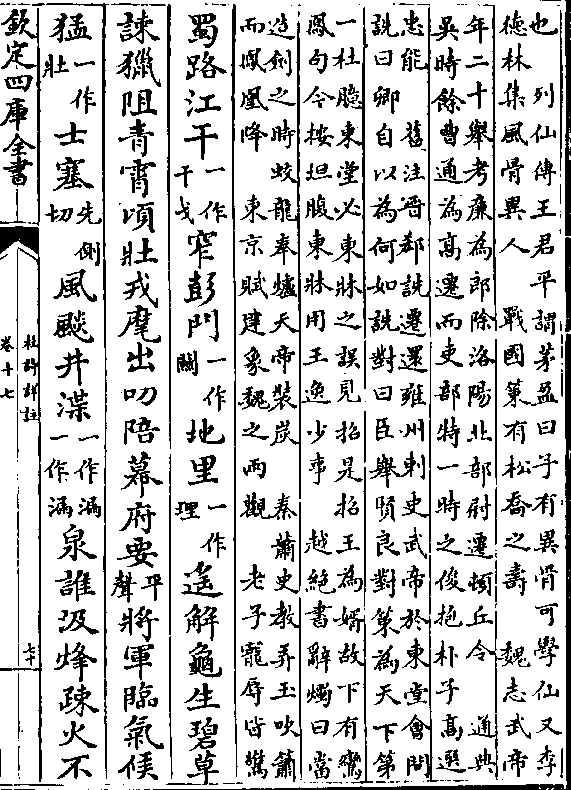 也 列仙傳王君平謂茅盈曰子有異骨可學仙又李
德林集風骨異人 戰國策有松喬之壽 魏志武帝
年二十舉孝廉為郎除洛陽北部尉遷頓丘令 通典
吳時餘曹通為高遷而吏部特一時之俊抱朴子高選
忠能 舊注晉郄詵遷還雍州刺史武帝於東堂會問
詵曰卿自以為何如詵對曰臣舉賢良對策為天下第
一杜臆東堂必東牀之誤見招是招王為婿故下有鸞
鳳句今按坦腹東牀用王逸少事 越絶書辭燭曰當
造劍之時蛟龍奉爐天帝裝炭 秦蕭史教弄玉吹簫
而鳳凰降 東京賦建象魏之兩觀 老子寵辱皆驚
蜀路江干一作干戈窄彭門一作關地里一作理遥解龜生碧草
諫獵阻青霄頃壯戎麾出叨陪幕府要平聲將軍臨氣候
猛一作壯士塞先側切風飇井渫一作滿一作漏泉誰汲烽疎火不
欽定四庫全書
杜詩詳註
卷十七
七十